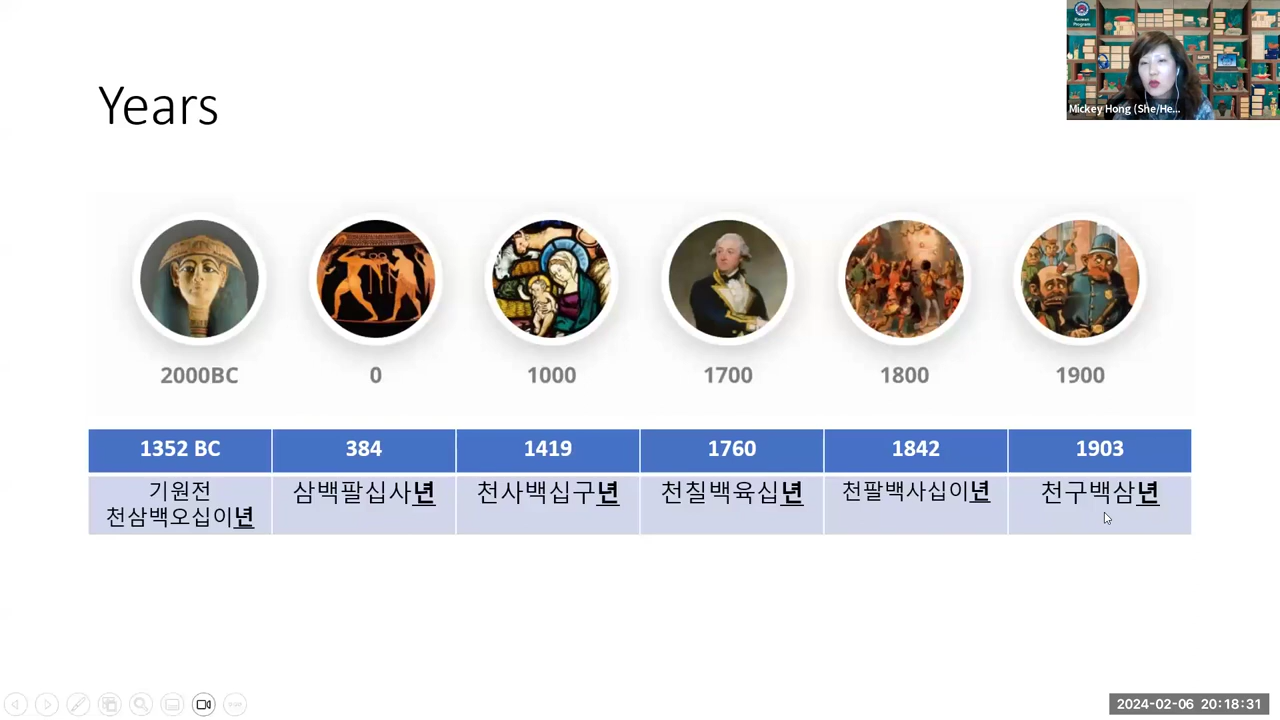 Korean
Program
Mickey Hong (She/He...
Years
2000BC
0
1000
1700
1800
1900
1352 BC
384
1419
1760
1842
1903
기원전
천삼백오십이년
삼백팔십사년
천사백십구년
천칠백육십년
천팔백사십이년
천구백삼년
2024-02-06 20:18:31